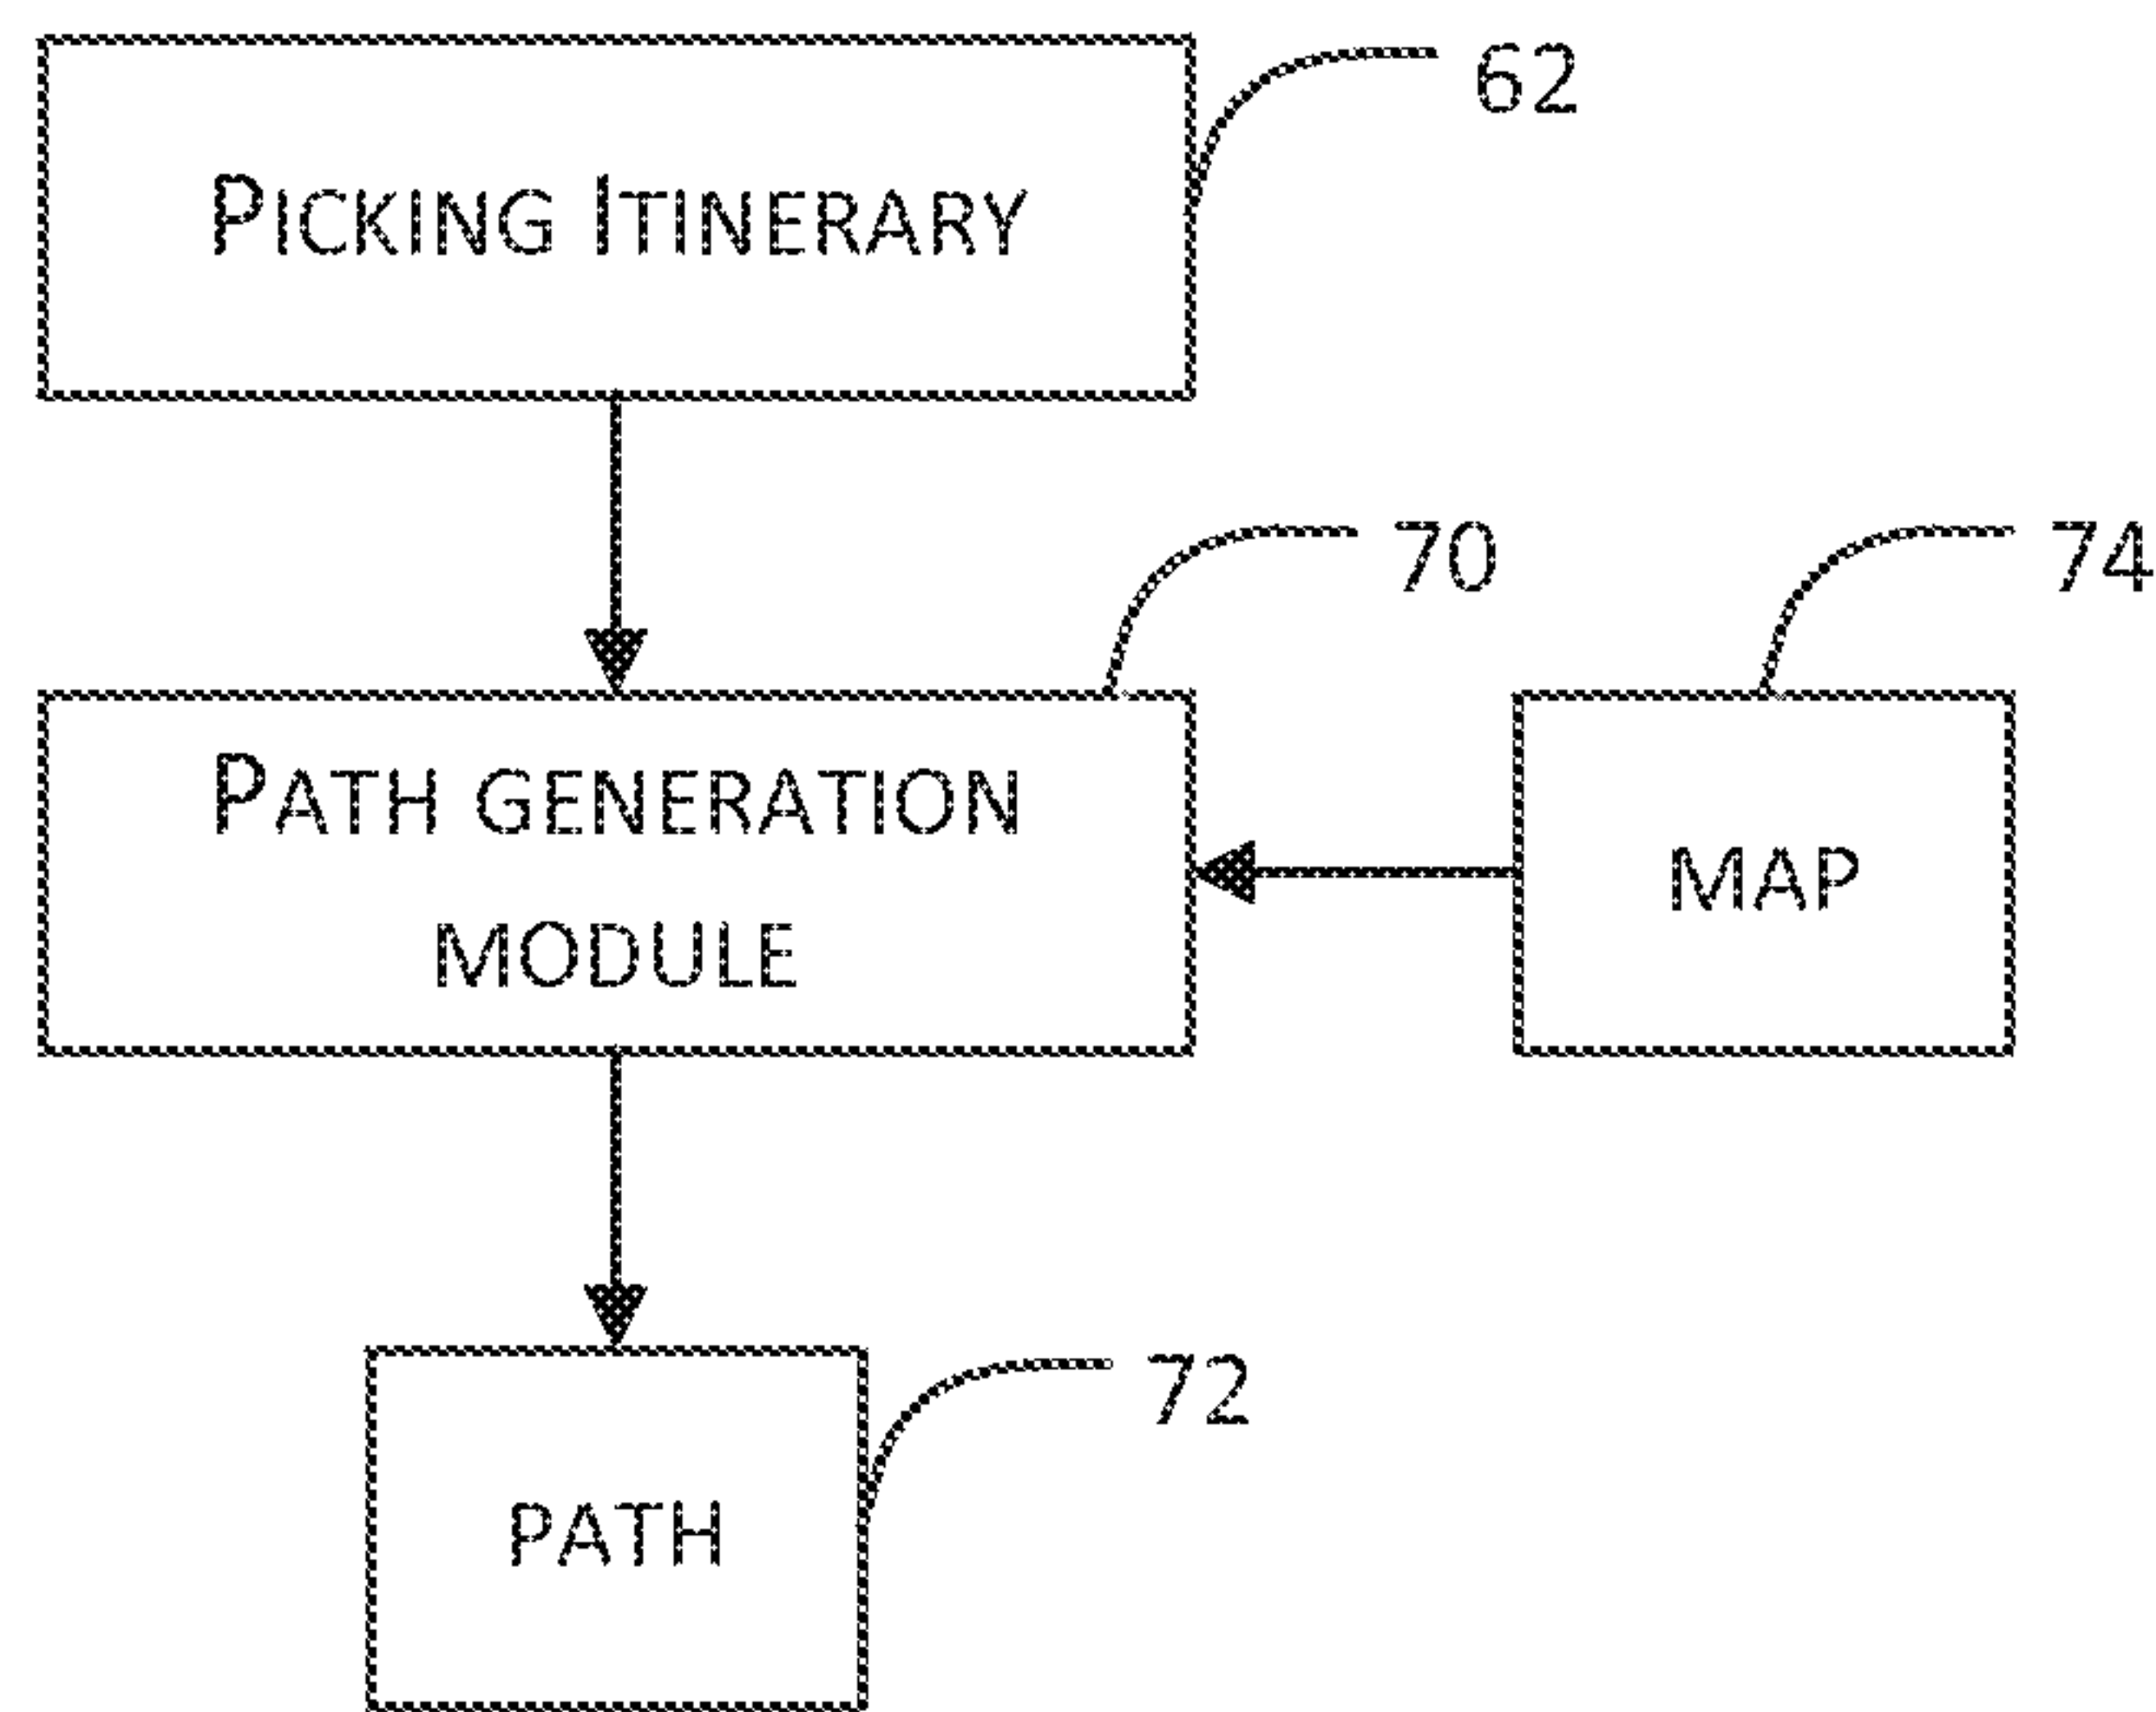 62
PICKING ITINERARY
70
74
PATH GENERATION
MODULE
MAP
72
PATH